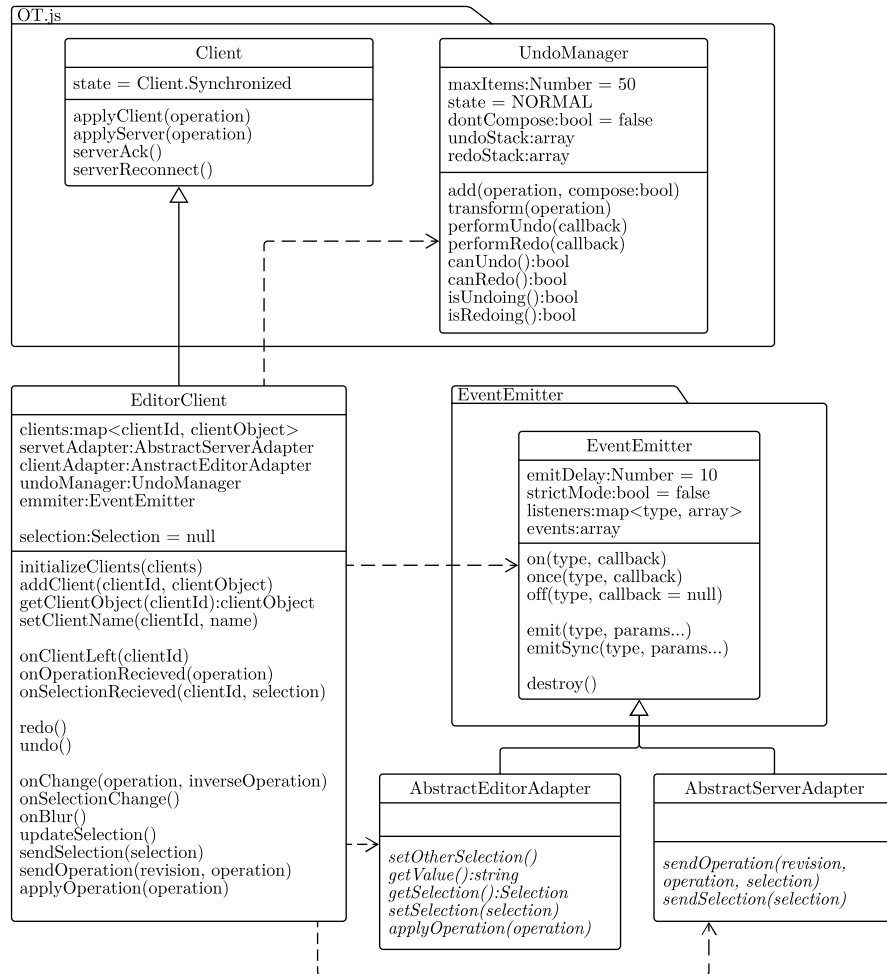 OT.js
Client
state = Client.Synchronized
applyClient(operation)
applyServer(operation)
serverAck()
serverReconnect()
UndoManager
maxItems:Number = 50
state = NORMAL
dontCompose:bool = false
undoStack:array
redoStack:array
add(operation, compose:bool)
transform(operation)
performUndo(callback)
performRedo(callback)
canUndo():bool
canRedo():bool
isUndoing():bool
isRedoing():bool
EditorClient
clients:map<clientId, clientObject>
servetAdapter:AbstractServerAdapter
clientAdapter:AnstractEditorAdapter
undoManager:UndoManager
emmiter:EventEmitter
selection:Selection = null
initializeClients(clients)
addClient(clientId, clientObject)
getClientObject(clientId):clientObject
setClientName(clientId, name)
onClientLeft(clientId)
onOperationRecieved(operation)
onSelectionRecieved(clientId, selection)
redo()
undo()
onChange(operation, inverseOperation)
onSelectionChange()
onBlur()
updateSelection()
sendSelection(selection)
sendOperation(revision, operation)
applyOperation(operation)
EventEmitter
EventEmitter
emitDelay:Number = 10
strictMode:bool = false
listeners:map<type, array>
events:array
on(type, callback)
once(type, callback)
off(type, callback = null)
emit(type, params...)
emitSync(type, params...)
destroy()
AbstractEditorAdapter
setOtherSelection()
getValue():string
getSelection():Selection
setSelection(selection)
applyOperation(operation)
AbstractServerAdapter
sendOperation(revision,
operation, selection)
sendSelection(selection)